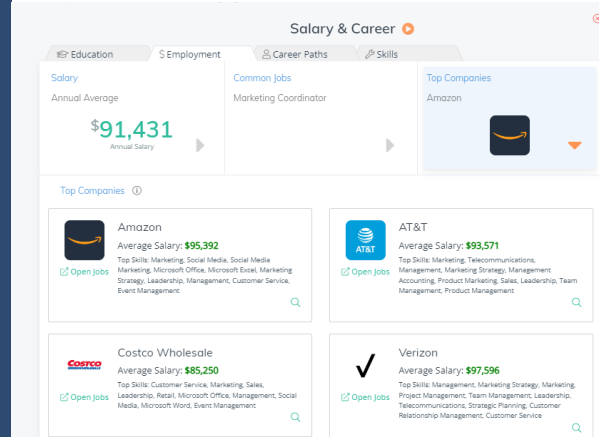 Salary & Career
Education
$ Employment
Career Paths
Skills
Salary
Annual Average
$91,431
Annual Salary
Common Jobs
Marketing Coordinator
Top Companies
Amazon
Top Companies
Amazon
Average Salary: $95,392
Top Skills: Marketing, Social Media, Social Media
Marketing, Microsoft Office, Microsoft Excel, Marketing
Strategy, Leadership, Management, Customer Service,
Event Management
Open Jobs
AT&T
AT&T
Average Salary: $93,571
Top Skills: Marketing, Telecommunications,
Management, Marketing Strategy, Management
Accounting, Product Marketing, Sales, Leadership, Team
Management, Product Management
Open Jobs
COSTCO
Costco Wholesale
Average Salary: $85,250
Top Skills: Customer Service, Marketing, Sales,
Leadership, Retail, Microsoft Office, Management, Social
Media, Microsoft Word, Event Management
Open Jobs
Verizon
Average Salary: $97,596
Top Skills: Management, Marketing Strategy, Marketing,
Project Management, Team Management, Leadership,
Telecommunications, Strategic Planning, Customer
Relationship Management, Customer Service
Open Jobs